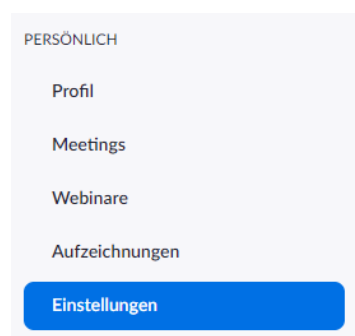 PERSÖNLICH
Profil
Meetings
Webinare
Aufzeichnungen
Einstellungen